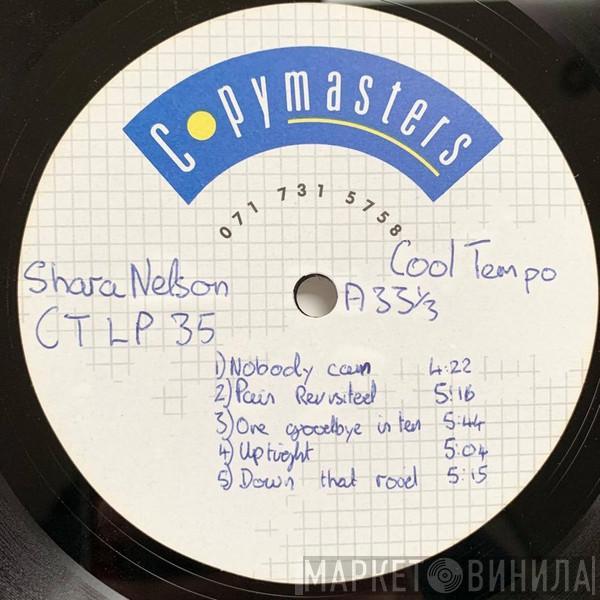 Copymasters
071 731 5758
Shara Nelson
CTLP 35
Cool Tempo
A 33⅓
1) Nobody can 4:22
2) Pain Revisited 5:16
3) One goodbye in ten 5:44
4) Uptight 5:04
5) Down that road 5:15
МАРКЕТ ВИНИЛА